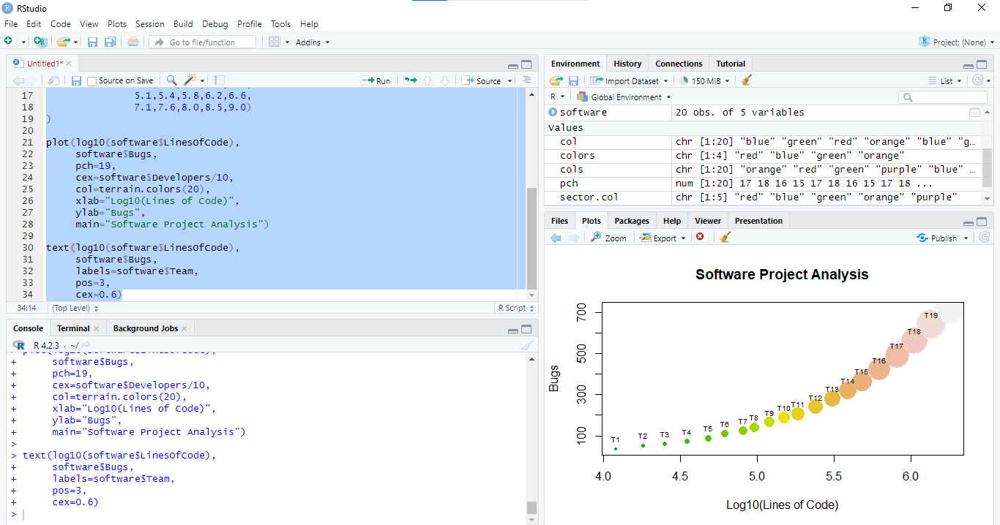 RStudio
File Edit Code View Plots Session Build Debug Profile Tools Help
Go to file/function Addins Project: (None)
Untitled1*
Source on Save Run Source
17 5.1,5.4,5.8,6.2,6.6,
18 7.1,7.6,8.0,8.5,9.0)
19 )
20
21 plot(log10(software$LinesOfCode),
22 software$Bugs,
23 pch=19,
24 cex=software$Developers/10,
25 col=terrain.colors(20),
26 xlab="Log10(Lines of Code)",
27 ylab="Bugs",
28 main="Software Project Analysis")
29
30 text(log10(software$LinesOfCode),
31 software$Bugs,
32 labels=software$Team,
33 pos=3,
34 cex=0.6)
34:14 (Top Level) R Script
Console Terminal Background Jobs
R 4.2.3 · ~/
> plot(log10(software$LinesOfCode),
+ software$Bugs,
+ pch=19,
+ cex=software$Developers/10,
+ col=terrain.colors(20),
+ xlab="Log10(Lines of Code)",
+ ylab="Bugs",
+ main="Software Project Analysis")
>
> text(log10(software$LinesOfCode),
+ software$Bugs,
+ labels=software$Team,
+ pos=3,
+ cex=0.6)
>
Environment History Connections Tutorial
Import Dataset 150 MiB List
R Global Environment
software 20 obs. of 5 variables
Values
col chr [1:20] "blue" "green" "red" "orange" "blue" "g…
colors chr [1:4] "red" "blue" "green" "orange"
cols chr [1:20] "orange" "red" "green" "purple" "blue" …
pch num [1:20] 17 18 16 15 17 18 16 15 17 18 ...
sector.col chr [1:5] "red" "blue" "green" "orange" "purple"
Files Plots Packages Help Viewer Presentation
Zoom Export Publish
Software Project Analysis
Bugs
700
500
300
100
T1 T2 T3 T4 T5 T6 T7 T8 T9 T10 T11 T12 T13 T14 T15 T16 T17 T18 T19
4.0 4.5 5.0 5.5 6.0
Log10(Lines of Code)